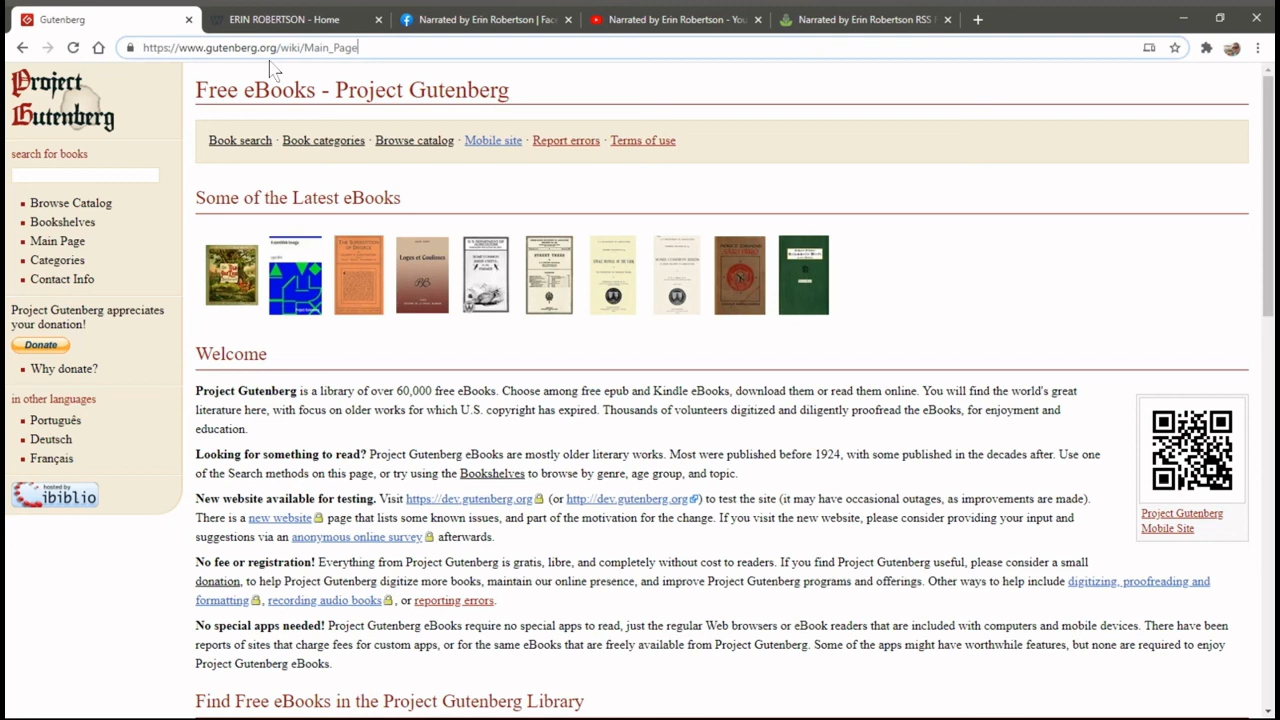 Gutenberg
ERIN ROBERTSON - Home
Narrated by Erin Robertson | Fac
Narrated by Erin Robertson - You
Narrated by Erin Robertson RSS F
https://www.gutenberg.org/wiki/Main_Page
Project
Gutenberg
search for books
Browse Catalog
Bookshelves
Main Page
Categories
Contact Info
Project Gutenberg appreciates
your donation!
Donate
Why donate?
in other languages
Português
Deutsch
Français
hosted by
ibiblio
Free eBooks - Project Gutenberg
Book search · Book categories · Browse catalog · Mobile site · Report errors · Terms of use
Some of the Latest eBooks
Welcome
Project Gutenberg is a library of over 60,000 free eBooks. Choose among free epub and Kindle eBooks, download them or read them online. You will find the world's great
literature here, with focus on older works for which U.S. copyright has expired. Thousands of volunteers digitized and diligently proofread the eBooks, for enjoyment and
education.
Looking for something to read? Project Gutenberg eBooks are mostly older literary works. Most were published before 1924, with some published in the decades after. Use one
of the Search methods on this page, or try using the Bookshelves to browse by genre, age group, and topic.
New website available for testing. Visit https://dev.gutenberg.org (or http://dev.gutenberg.org) to test the site (it may have occasional outages, as improvements are made).
There is a new website page that lists some known issues, and part of the motivation for the change. If you visit the new website, please consider providing your input and
suggestions via an anonymous online survey afterwards.
No fee or registration! Everything from Project Gutenberg is gratis, libre, and completely without cost to readers. If you find Project Gutenberg useful, please consider a small
donation, to help Project Gutenberg digitize more books, maintain our online presence, and improve Project Gutenberg programs and offerings. Other ways to help include digitizing, proofreading and
formatting, recording audio books, or reporting errors.
No special apps needed! Project Gutenberg eBooks require no special apps to read, just the regular Web browsers or eBook readers that are included with computers and mobile devices. There have been
reports of sites that charge fees for custom apps, or for the same eBooks that are freely available from Project Gutenberg. Some of the apps might have worthwhile features, but none are required to enjoy
Project Gutenberg eBooks.
Project Gutenberg
Mobile Site
Find Free eBooks in the Project Gutenberg Library